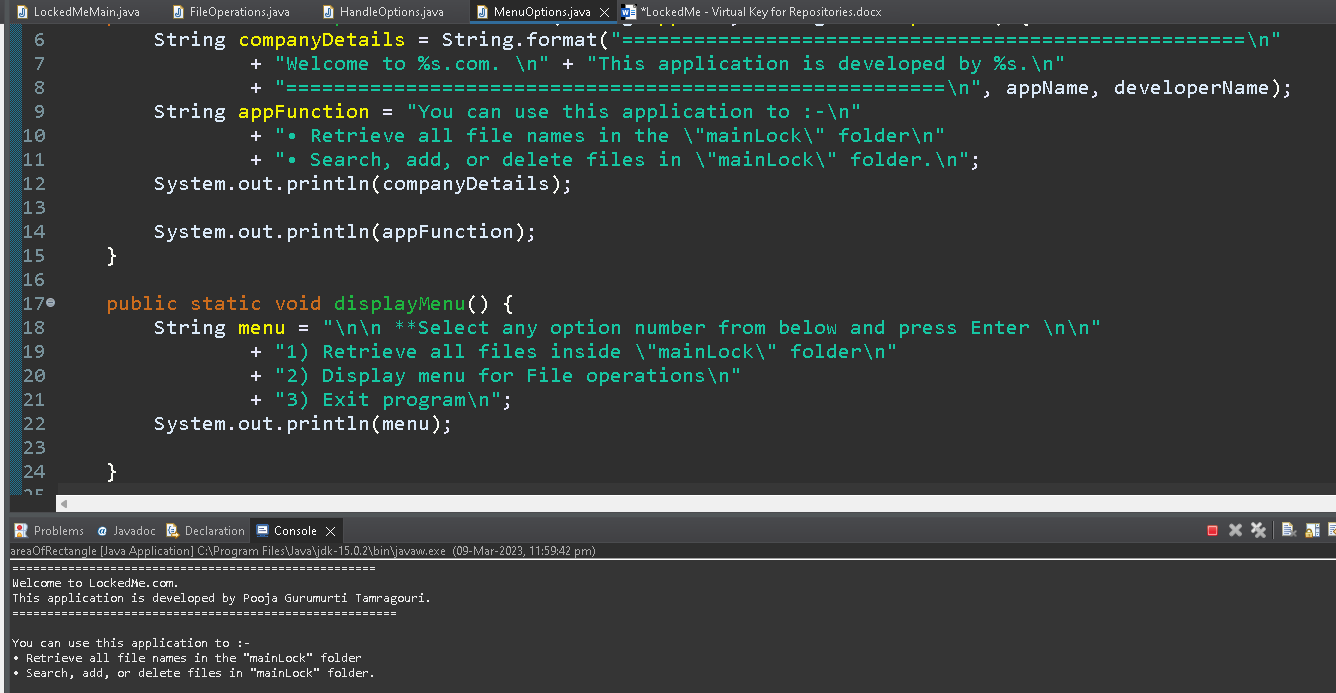 LockedMeMain.java FileOperations.java HandleOptions.java MenuOptions.java *LockedMe - Virtual Key for Repositories.docx
6 String companyDetails = String.format("====================================================\n"
7 + "Welcome to %s.com. \n" + "This application is developed by %s.\n"
8 + "=======================================================\n", appName, developerName);
9 String appFunction = "You can use this application to :-\n"
10 + "• Retrieve all file names in the \"mainLock\" folder\n"
11 + "• Search, add, or delete files in \"mainLock\" folder.\n";
12 System.out.println(companyDetails);
13
14 System.out.println(appFunction);
15 }
16
17 public static void displayMenu() {
18 String menu = "\n\n **Select any option number from below and press Enter \n\n"
19 + "1) Retrieve all files inside \"mainLock\" folder\n"
20 + "2) Display menu for File operations\n"
21 + "3) Exit program\n";
22 System.out.println(menu);
23
24 }
25
Problems Javadoc Declaration Console
areaOfRectangle [Java Application] C:\Program Files\Java\jdk-15.0.2\bin\javaw.exe (09-Mar-2023, 11:59:42 pm)
====================================================
Welcome to LockedMe.com.
This application is developed by Pooja Gurumurti Tamragouri.
=======================================================
You can use this application to :-
• Retrieve all file names in the "mainLock" folder
• Search, add, or delete files in "mainLock" folder.